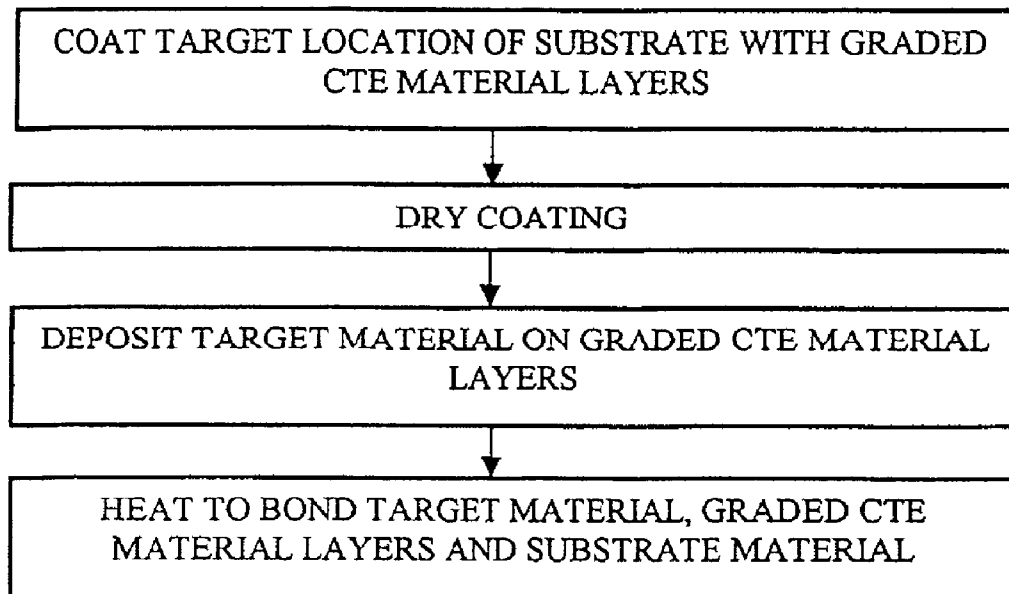 COAT TARGET LOCATION OF SUBSTRATE WITH GRADED
CTE MATERIAL LAYERS
DRY COATING
DEPOSIT TARGET MATERIAL ON GRADED CTE MATERIAL
LAYERS
HEAT TO BOND TARGET MATERIAL, GRADED CTE
MATERIAL LAYERS AND SUBSTRATE MATERIAL